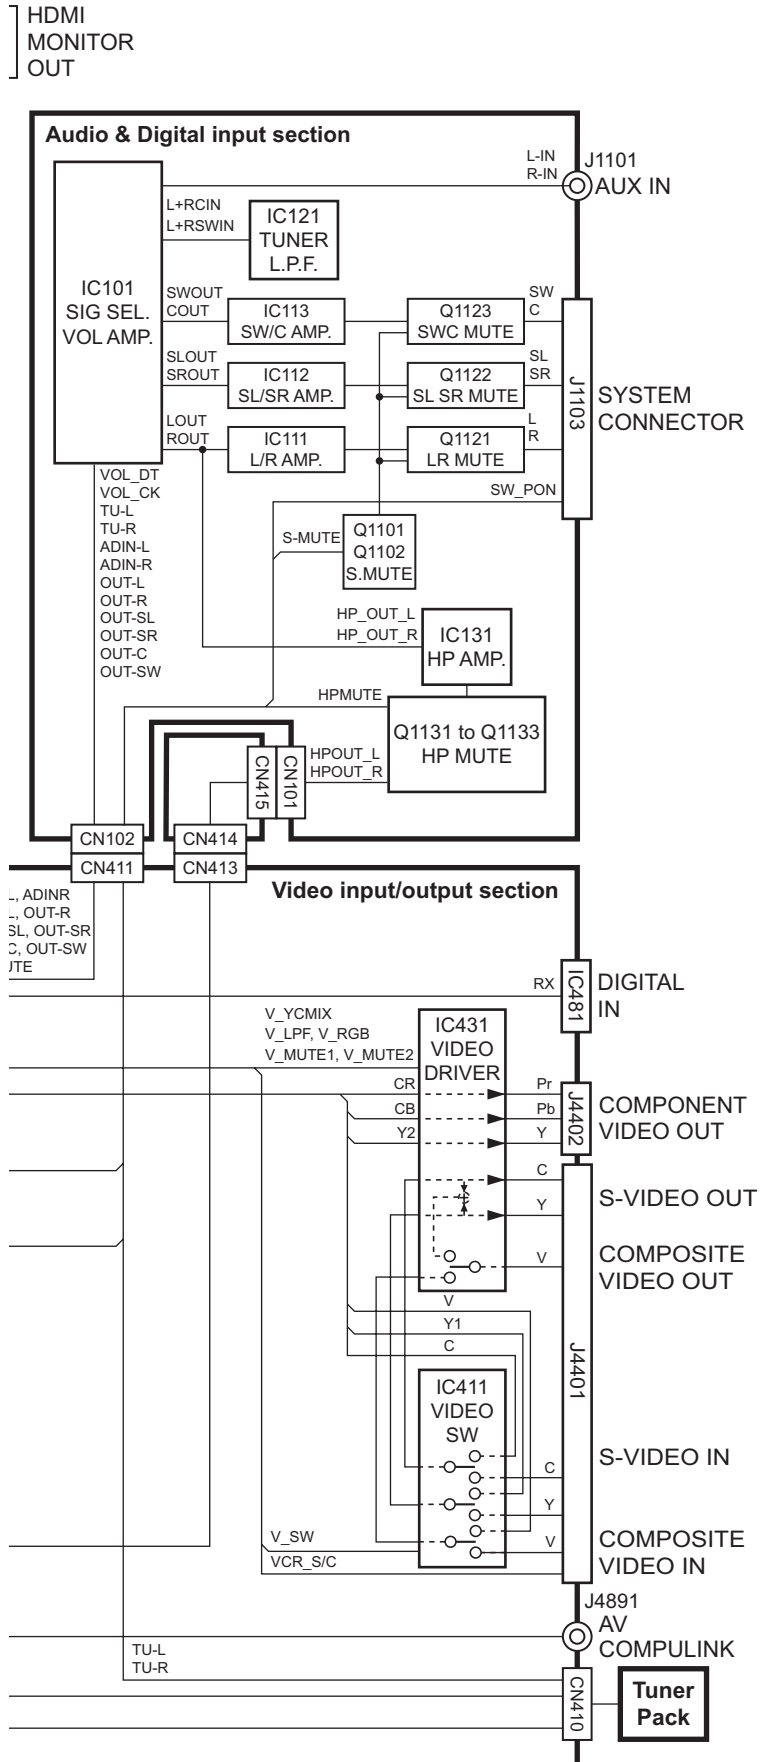 HDMI
MONITOR
OUT
Audio & Digital input section
L-IN
R-IN
J1101
AUX IN
L+RCIN
L+RSWIN
IC121
TUNER
L.P.F.
IC101
SIG SEL.
VOL AMP.
SWOUT
COUT
IC113
SW/C AMP.
Q1123
SWC MUTE
SW
C
SLOUT
SROUT
IC112
SL/SR AMP.
Q1122
SL SR MUTE
SL
SR
J1103
SYSTEM
CONNECTOR
LOUT
ROUT
IC111
L/R AMP.
Q1121
LR MUTE
L
R
VOL_DT
VOL_CK
TU-L
TU-R
ADIN-L
ADIN-R
OUT-L
OUT-R
OUT-SL
OUT-SR
OUT-C
OUT-SW
SW_PON
S-MUTE
Q1101
Q1102
S.MUTE
HP_OUT_L
HP_OUT_R
IC131
HP AMP.
HPMUTE
Q1131 to Q1133
HP MUTE
HPOUT_L
HPOUT_R
CN415
CN101
CN102
CN414
CN411
CN413
Video input/output section
L, ADINR
L, OUT-R
SL, OUT-SR
C, OUT-SW
UTE
RX
IC481
DIGITAL
IN
V_YCMIX
V_LPF, V_RGB
V_MUTE1, V_MUTE2
IC431
VIDEO
DRIVER
CR
CB
Y2
Pr
Pb
Y
J4402
COMPONENT
VIDEO OUT
C
Y
S-VIDEO OUT
V
COMPOSITE
VIDEO OUT
V
Y1
C
J4401
IC411
VIDEO
SW
C
Y
V
S-VIDEO IN
COMPOSITE
VIDEO IN
V_SW
VCR_S/C
J4891
AV
COMPULINK
TU-L
TU-R
CN410
Tuner
Pack